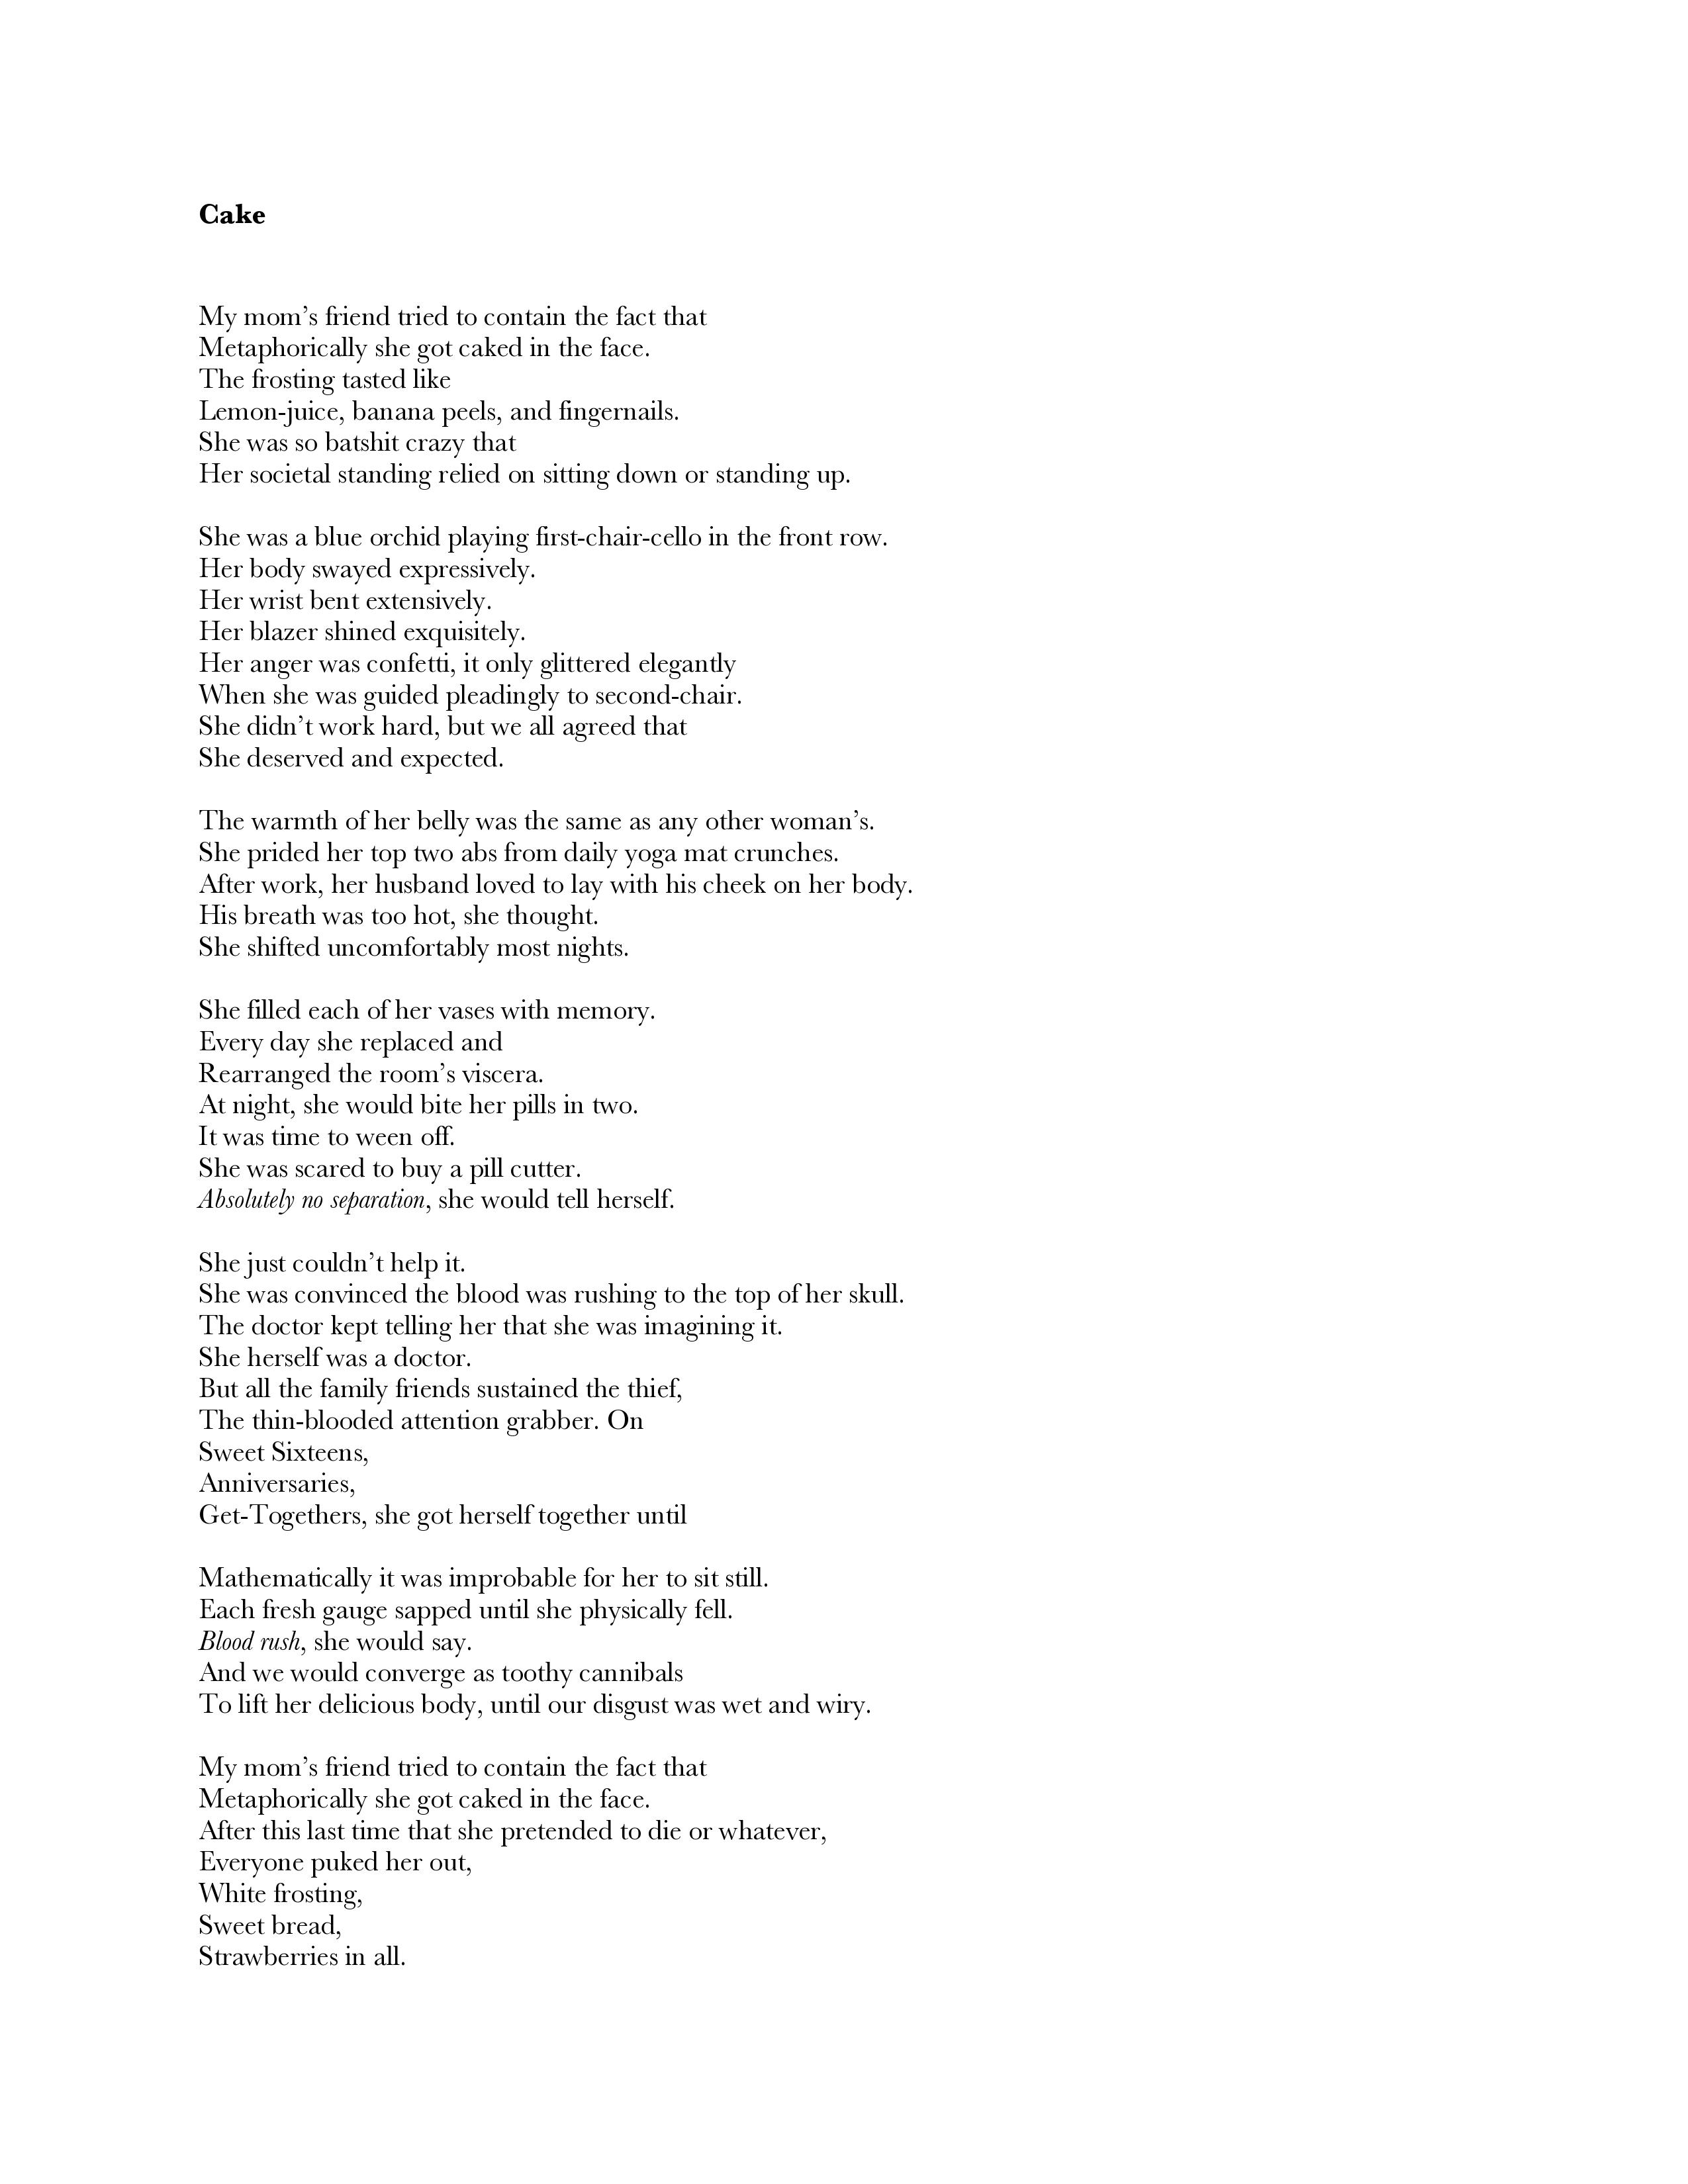 Cake
My mom’s friend tried to contain the fact that
Metaphorically she got caked in the face.
The frosting tasted like
Lemon-juice, banana peels, and fingernails.
She was so batshit crazy that
Her societal standing relied on sitting down or standing up.
She was a blue orchid playing first-chair-cello in the front row.
Her body swayed expressively.
Her wrist bent extensively.
Her blazer shined exquisitely.
Her anger was confetti, it only glittered elegantly
When she was guided pleadingly to second-chair.
She didn’t work hard, but we all agreed that
She deserved and expected.
The warmth of her belly was the same as any other woman’s.
She prided her top two abs from daily yoga mat crunches.
After work, her husband loved to lay with his cheek on her body.
His breath was too hot, she thought.
She shifted uncomfortably most nights.
She filled each of her vases with memory.
Every day she replaced and
Rearranged the room’s viscera.
At night, she would bite her pills in two.
It was time to ween off.
She was scared to buy a pill cutter.
Absolutely no separation, she would tell herself.
She just couldn’t help it.
She was convinced the blood was rushing to the top of her skull.
The doctor kept telling her that she was imagining it.
She herself was a doctor.
But all the family friends sustained the thief,
The thin-blooded attention grabber. On
Sweet Sixteens,
Anniversaries,
Get-Togethers, she got herself together until
Mathematically it was improbable for her to sit still.
Each fresh gauge sapped until she physically fell.
Blood rush, she would say.
And we would converge as toothy cannibals
To lift her delicious body, until our disgust was wet and wiry.
My mom’s friend tried to contain the fact that
Metaphorically she got caked in the face.
After this last time that she pretended to die or whatever,
Everyone puked her out,
White frosting,
Sweet bread,
Strawberries in all.